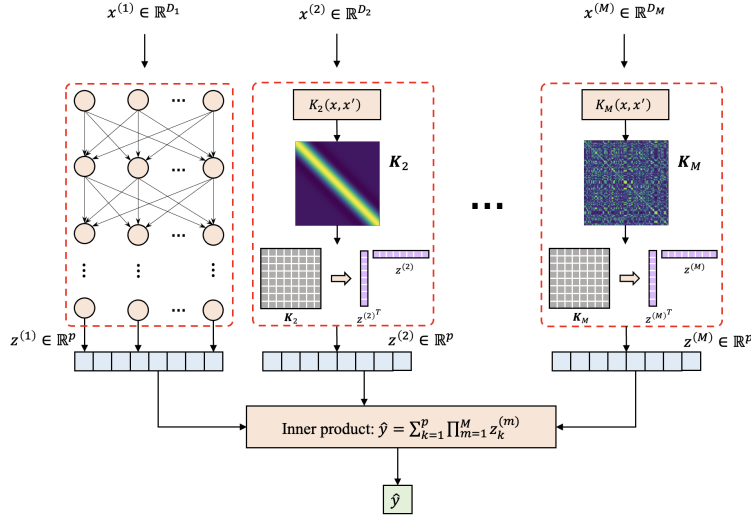 x^{(1)} ∈ ℝ^{D_1}
x^{(2)} ∈ ℝ^{D_2}
x^{(M)} ∈ ℝ^{D_M}
...
K_2(x, x′)
K_M(x, x′)
...
K_2
K_M
...
...
z^{(2)}
z^{(M)}
K_2
z^{(2)^T}
K_M
z^{(M)^T}
...
z^{(1)} ∈ ℝ^p
z^{(2)} ∈ ℝ^p
z^{(M)} ∈ ℝ^p
Inner product: ŷ = ∑_{k=1}^{p} ∏_{m=1}^{M} z_k^{(m)}
ŷ